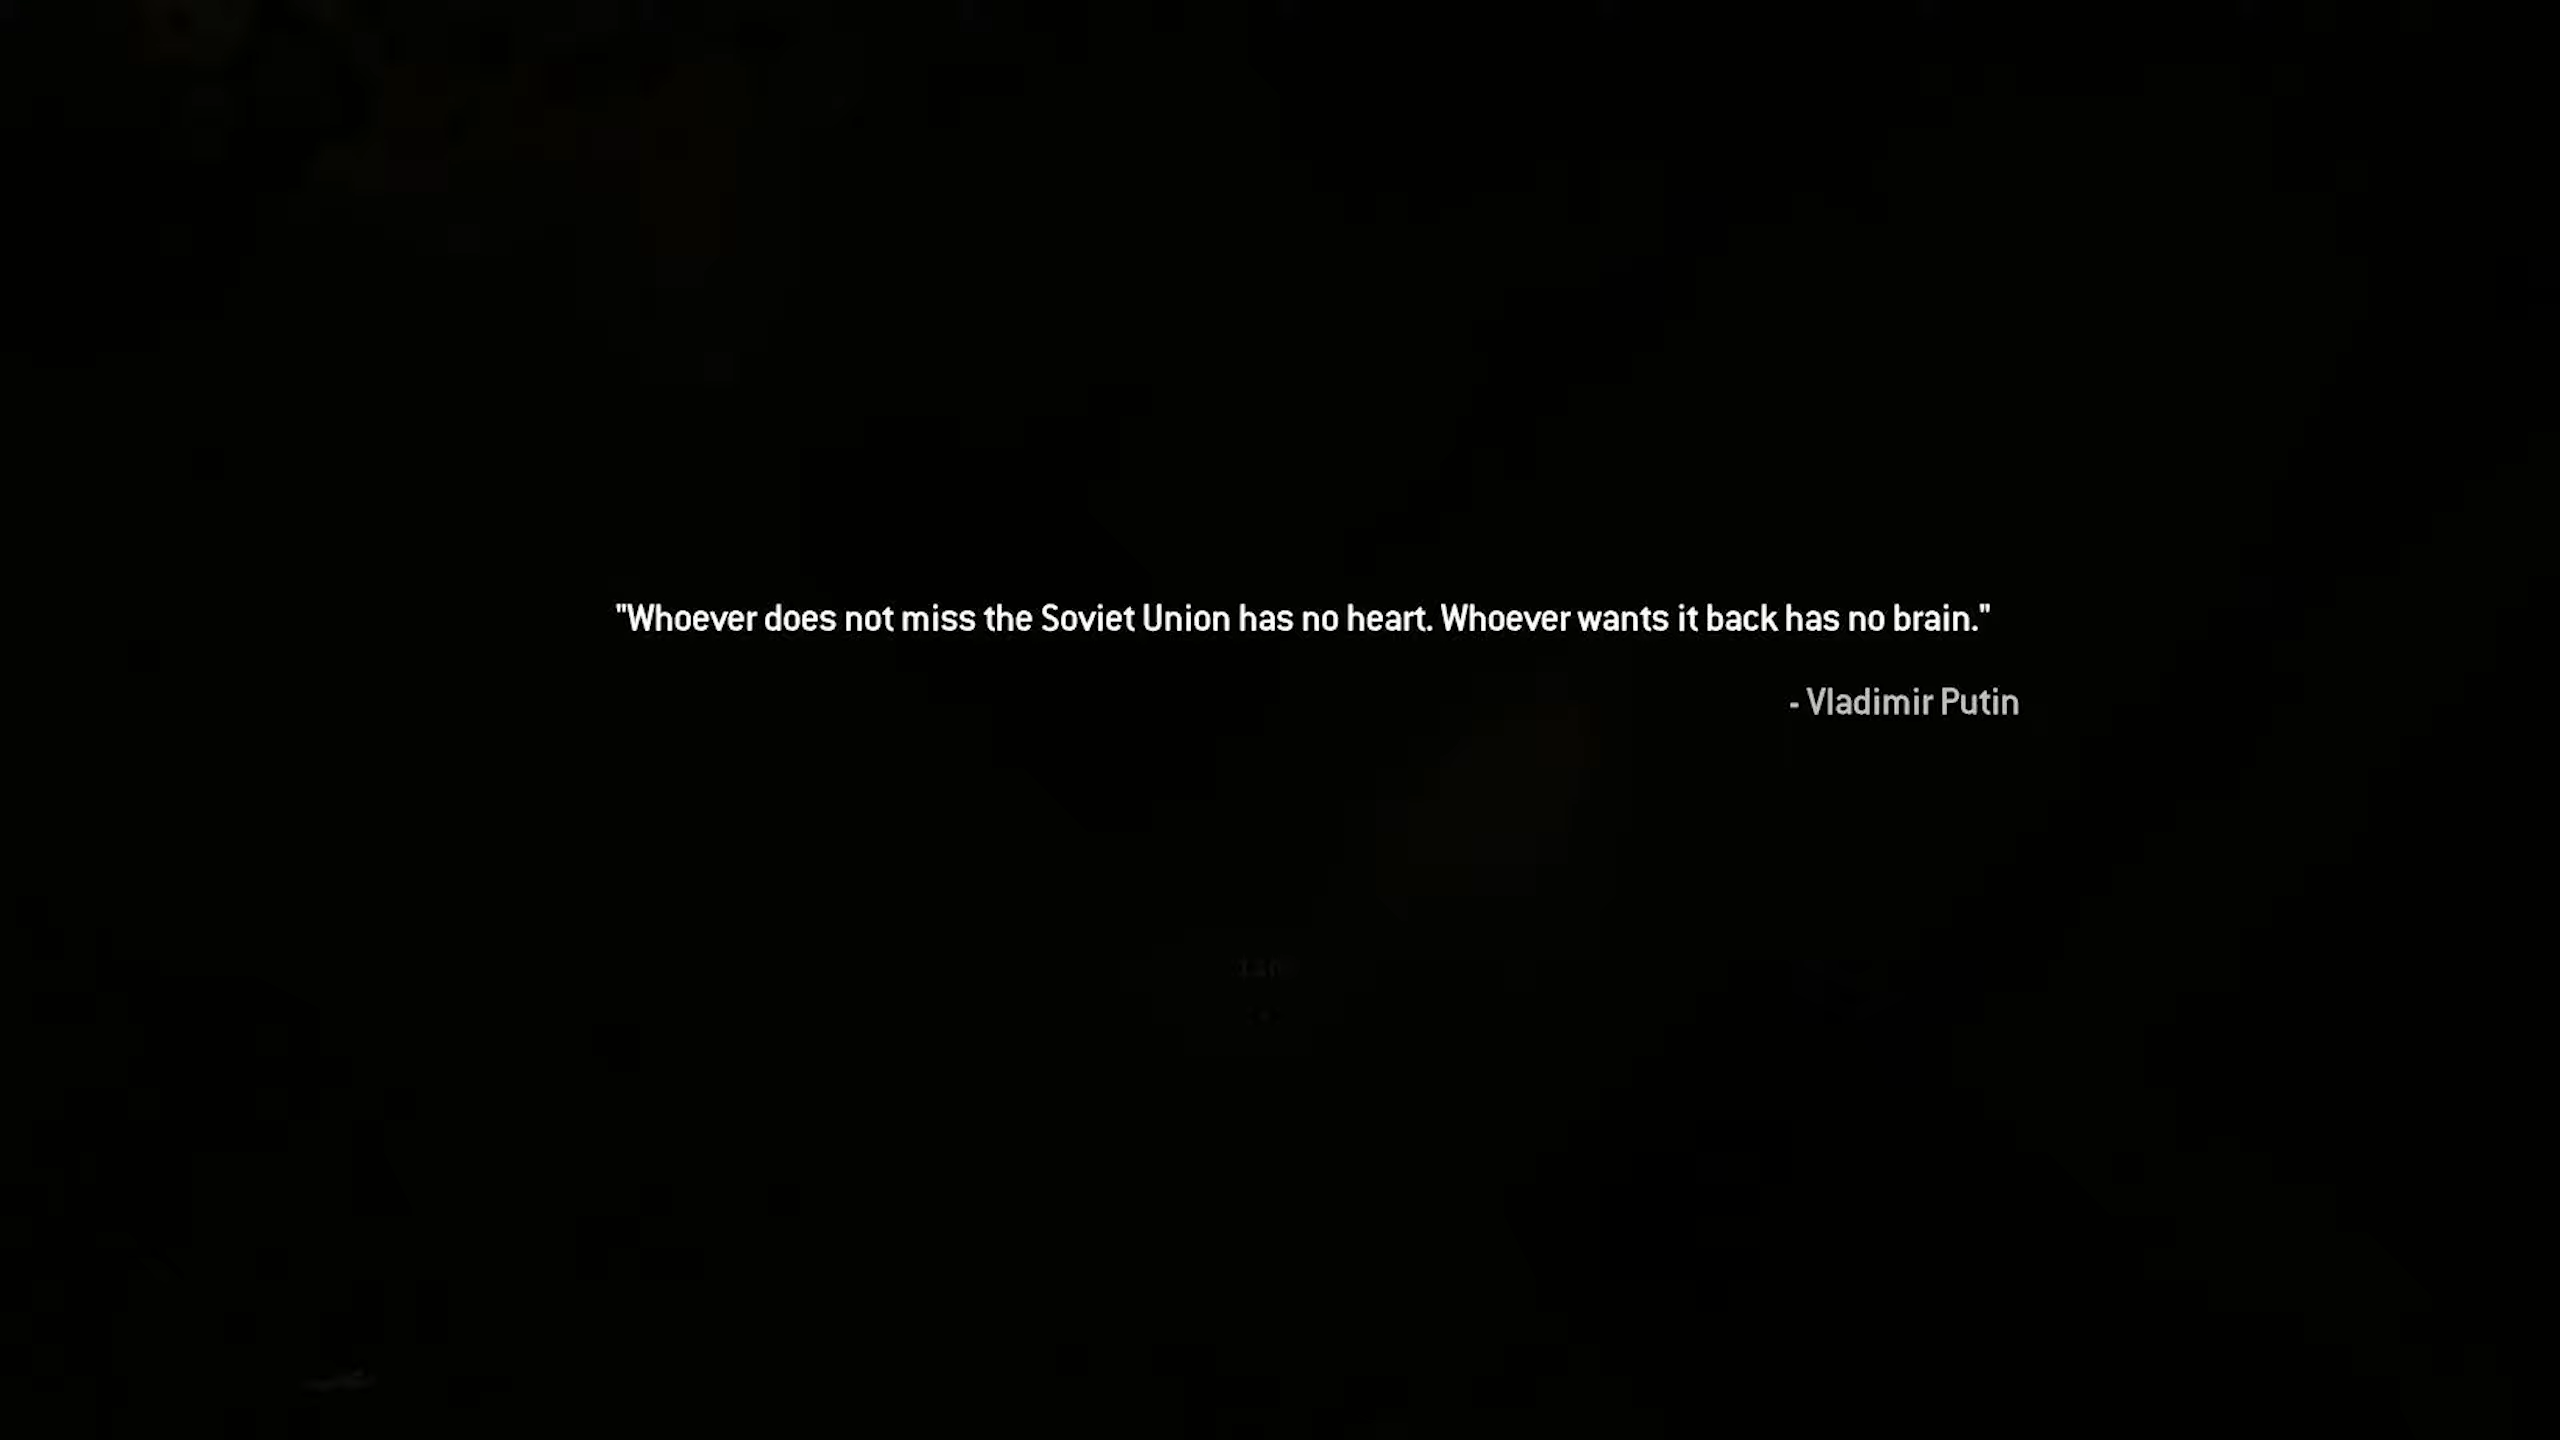 "Whoever does not miss the Soviet Union has no heart. Whoever wants it back has no brain."
- Vladimir Putin